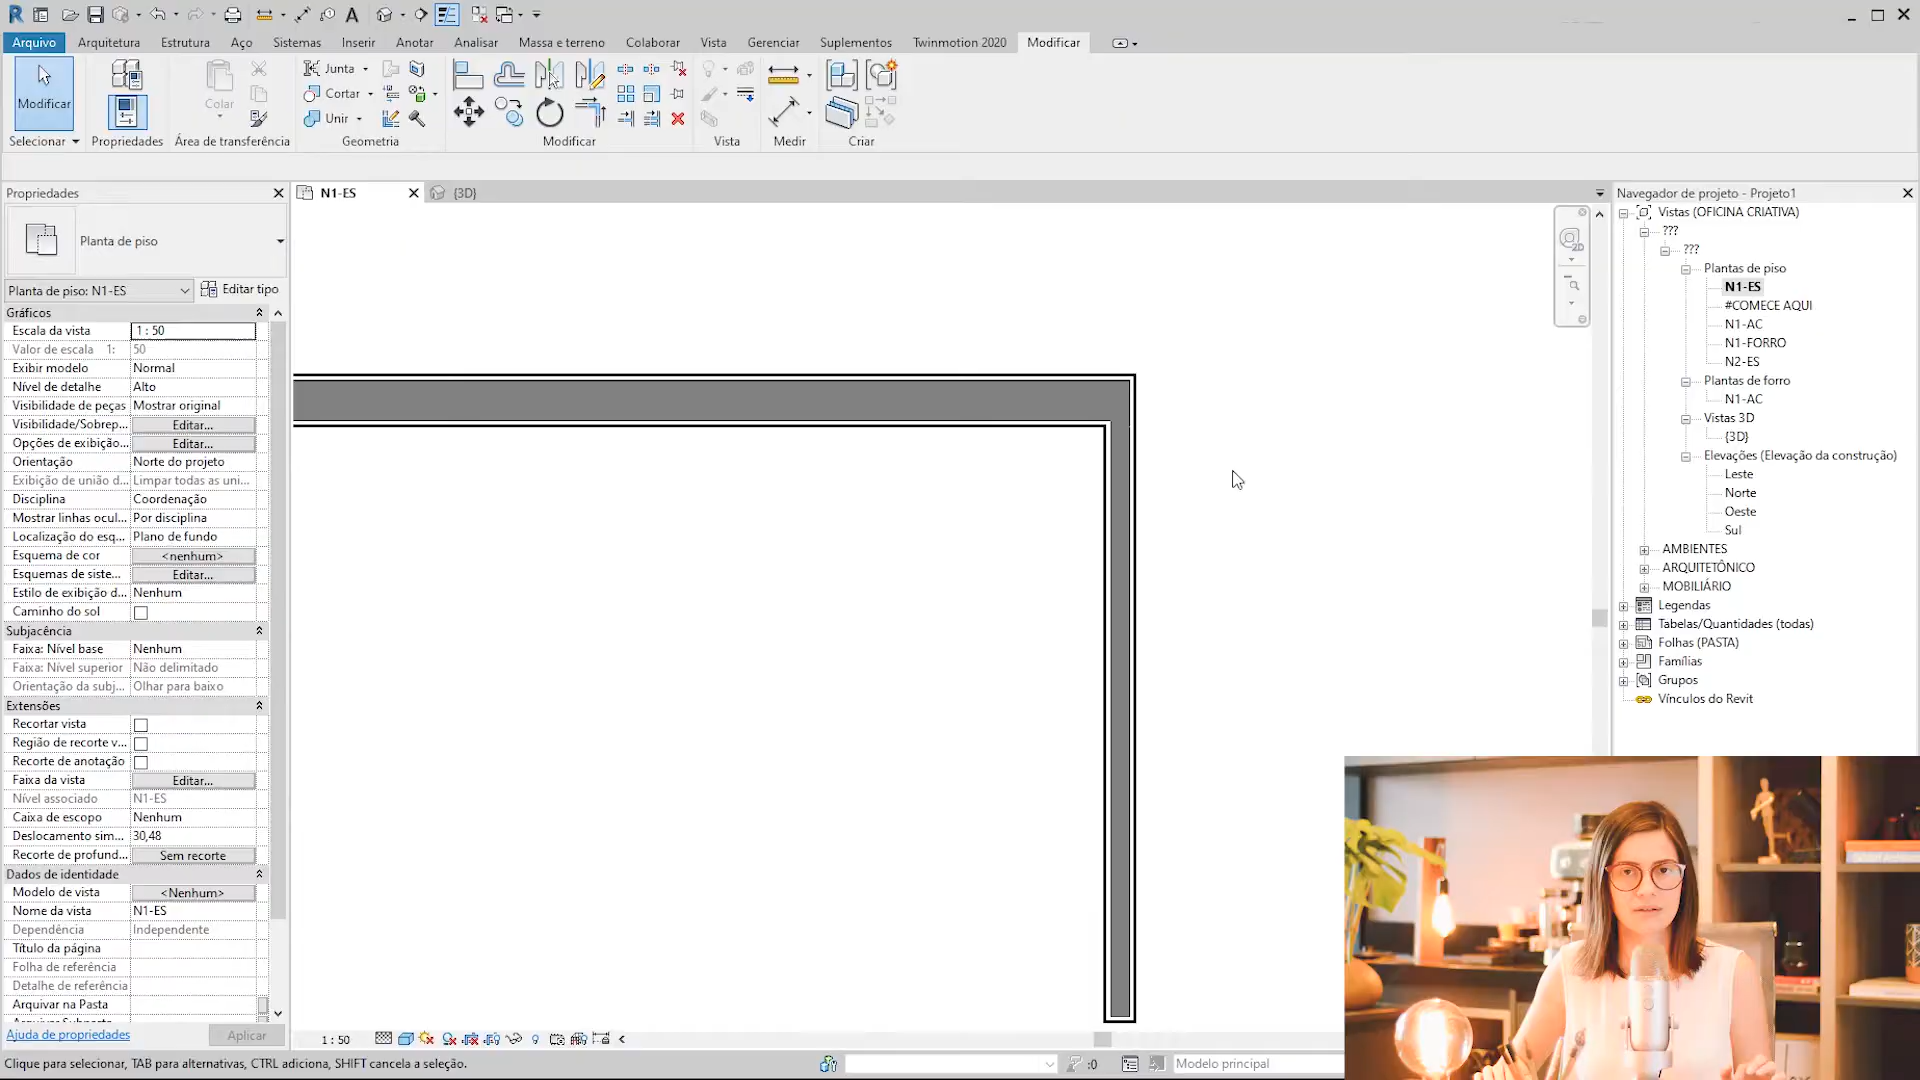 Arquivo Arquitetura Estrutura Aço Sistemas Inserir Anotar Analisar Massa e terreno Colaborar Vista Gerenciar Suplementos Twinmotion 2020 Modificar
Modificar
Colar
Junta
Cortar
Unir
Selecionar Propriedades Área de transferência Geometria Modificar Vista Medir Criar
Propriedades
Planta de piso
Planta de piso: N1-ES Editar tipo
Gráficos
Escala da vista 1 : 50
Valor de escala 1: 50
Exibir modelo Normal
Nível de detalhe Alto
Visibilidade de peças Mostrar original
Visibilidade/Sobrep... Editar...
Opções de exibição... Editar...
Orientação Norte do projeto
Exibição de união d... Limpar todas as uni...
Disciplina Coordenação
Mostrar linhas ocul... Por disciplina
Localização do esq... Plano de fundo
Esquema de cor <nenhum>
Esquemas de siste... Editar...
Estilo de exibição d... Nenhum
Caminho do sol
Subjacência
Faixa: Nível base Nenhum
Faixa: Nível superior Não delimitado
Orientação da subj... Olhar para baixo
Extensões
Recortar vista
Região de recorte v...
Recorte de anotação
Faixa da vista Editar...
Nível associado N1-ES
Caixa de escopo Nenhum
Deslocamento sim... 30,48
Recorte de profund... Sem recorte
Dados de identidade
Modelo de vista <Nenhum>
Nome da vista N1-ES
Dependência Independente
Título da página
Folha de referência
Detalhe de referência
Arquivar na Pasta
Ajuda de propriedades Aplicar
N1-ES {3D}
2D
Navegador de projeto - Projeto1
Vistas (OFICINA CRIATIVA)
???
???
Plantas de piso
N1-ES
#COMECE AQUI
N1-AC
N1-FORRO
N2-ES
Plantas de forro
N1-AC
Vistas 3D
{3D}
Elevações (Elevação da construção)
Leste
Norte
Oeste
Sul
AMBIENTES
ARQUITETÔNICO
MOBILIÁRIO
Legendas
Tabelas/Quantidades (todas)
Folhas (PASTA)
Famílias
Grupos
Vínculos do Revit
1 : 50
Clique para selecionar, TAB para alternativas, CTRL adiciona, SHIFT cancela a seleção. :0 Modelo principal